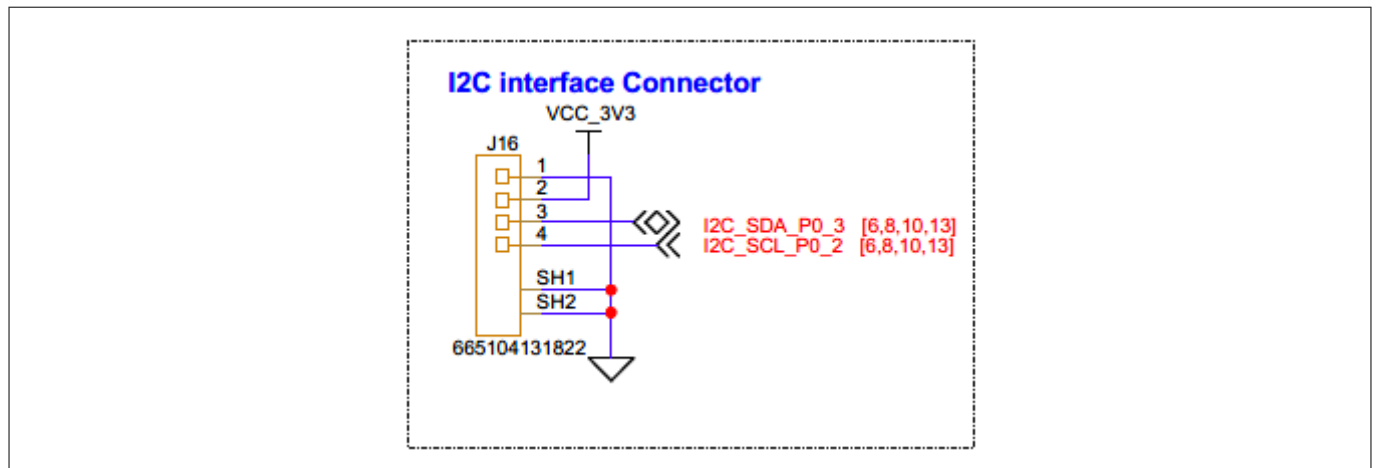 I2C interface Connector
VCC_3V3
J16
1
2
3
I2C_SDA_P0_3 [6,8,10,13]
4
I2C_SCL_P0_2 [6,8,10,13]
SH1
SH2
665104131822